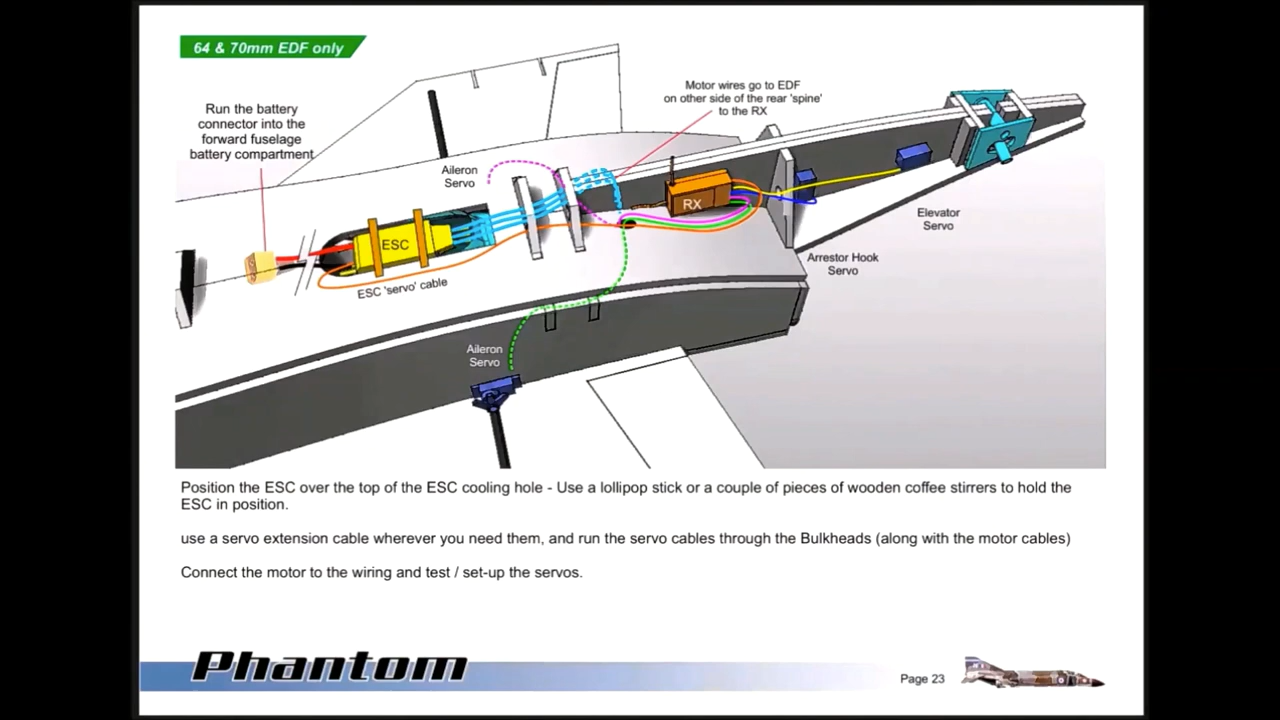 64 & 70mm EDF only
Run the battery
connector into the
forward fuselage
battery compartment
Motor wires go to EDF
on other side of the rear 'spine'
to the RX
Aileron
Servo
RX
ESC
Elevator
Servo
Arrestor Hook
Servo
ESC 'servo' cable
Aileron
Servo
Position the ESC over the top of the ESC cooling hole - Use a lollipop stick or a couple of pieces of wooden coffee stirrers to hold the
ESC in position.
use a servo extension cable wherever you need them, and run the servo cables through the Bulkheads (along with the motor cables)
Connect the motor to the wiring and test / set-up the servos.
Phantom
Page 23